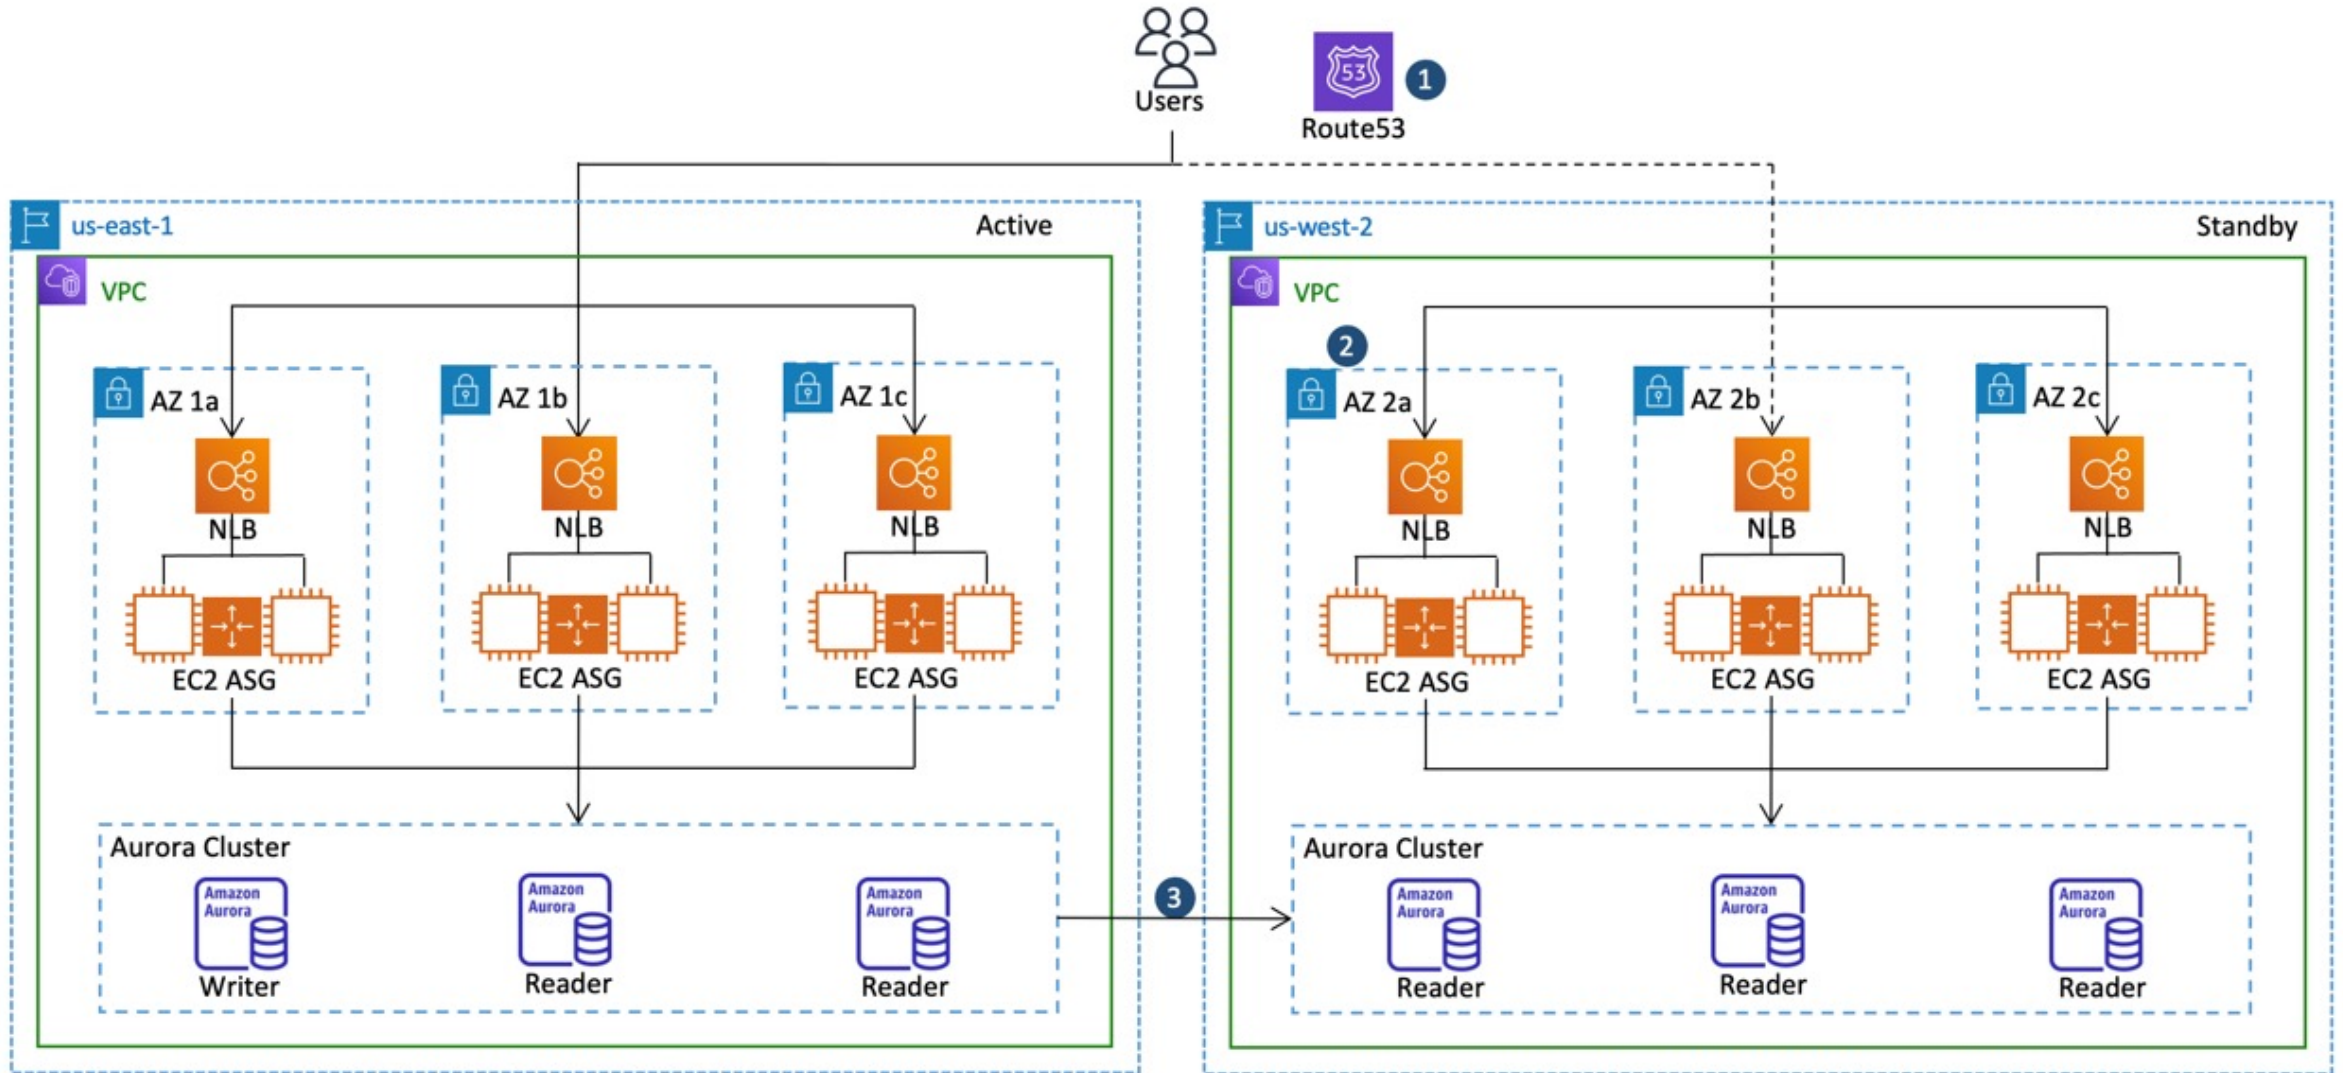 Users
53
1
Route53
us-east-1
Active
VPC
AZ 1a
AZ 1b
AZ 1c
NLB
NLB
NLB
EC2 ASG
EC2 ASG
EC2 ASG
Aurora Cluster
Amazon
Aurora
Writer
Amazon
Aurora
Reader
Amazon
Aurora
Reader
3
us-west-2
Standby
VPC
2
AZ 2a
AZ 2b
AZ 2c
NLB
NLB
NLB
EC2 ASG
EC2 ASG
EC2 ASG
Aurora Cluster
Amazon
Aurora
Reader
Amazon
Aurora
Reader
Amazon
Aurora
Reader